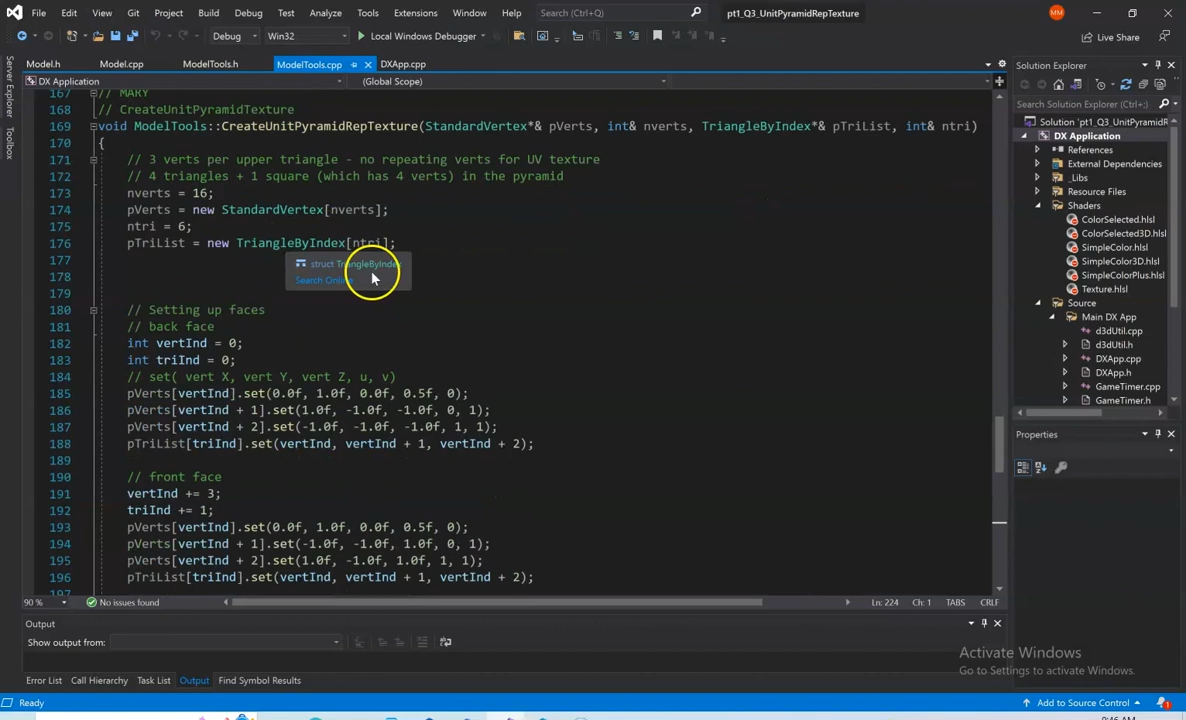 File Edit View Git Project Build Debug Test Analyze Tools Extensions Window Help Search (Ctrl+Q) pt1_Q3_UnitPyramidRepTexture MM
Debug Win32 Local Windows Debugger Live Share
Server Explorer
Toolbox
Model.h Model.cpp ModelTools.h ModelTools.cpp DXApp.cpp
DX Application (Global Scope)
167 // MARY
168 // CreateUnitPyramidTexture
169 void ModelTools::CreateUnitPyramidRepTexture(StandardVertex*& pVerts, int& nverts, TriangleByIndex*& pTriList, int& ntri)
170 {
171 // 3 verts per upper triangle - no repeating verts for UV texture
172 // 4 triangles + 1 square (which has 4 verts) in the pyramid
173 nverts = 16;
174 pVerts = new StandardVertex[nverts];
175 ntri = 6;
176 pTriList = new TriangleByIndex[ntri];
177 struct TriangleByIndex
178 Search Online
179
180 // Setting up faces
181 // back face
182 int vertInd = 0;
183 int triInd = 0;
184 // set( vert X, vert Y, vert Z, u, v)
185 pVerts[vertInd].set(0.0f, 1.0f, 0.0f, 0.5f, 0);
186 pVerts[vertInd + 1].set(1.0f, -1.0f, -1.0f, 0, 1);
187 pVerts[vertInd + 2].set(-1.0f, -1.0f, -1.0f, 1, 1);
188 pTriList[triInd].set(vertInd, vertInd + 1, vertInd + 2);
189
190 // front face
191 vertInd += 3;
192 triInd += 1;
193 pVerts[vertInd].set(0.0f, 1.0f, 0.0f, 0.5f, 0);
194 pVerts[vertInd + 1].set(-1.0f, -1.0f, 1.0f, 0, 1);
195 pVerts[vertInd + 2].set(1.0f, -1.0f, 1.0f, 1, 1);
196 pTriList[triInd].set(vertInd, vertInd + 1, vertInd + 2);
90 % No issues found Ln: 224 Ch: 1 TABS CRLF
Output
Show output from:
Error List Call Hierarchy Task List Output Find Symbol Results
Solution Explorer
Search Solution Explorer (Ctrl+;)
Solution 'pt1_Q3_UnitPyramidR
DX Application
References
External Dependencies
_Libs
Resource Files
Shaders
ColorSelected.hlsl
ColorSelected3D.hlsl
SimpleColor.hlsl
SimpleColor3D.hlsl
SimpleColorPlus.hlsl
Texture.hlsl
Source
Main DX App
d3dUtil.cpp
d3dUtil.h
DXApp.cpp
DXApp.h
GameTimer.cpp
GameTimer.h
Properties
Activate Windows
Go to Settings to activate Windows.
Ready Add to Source Control 1